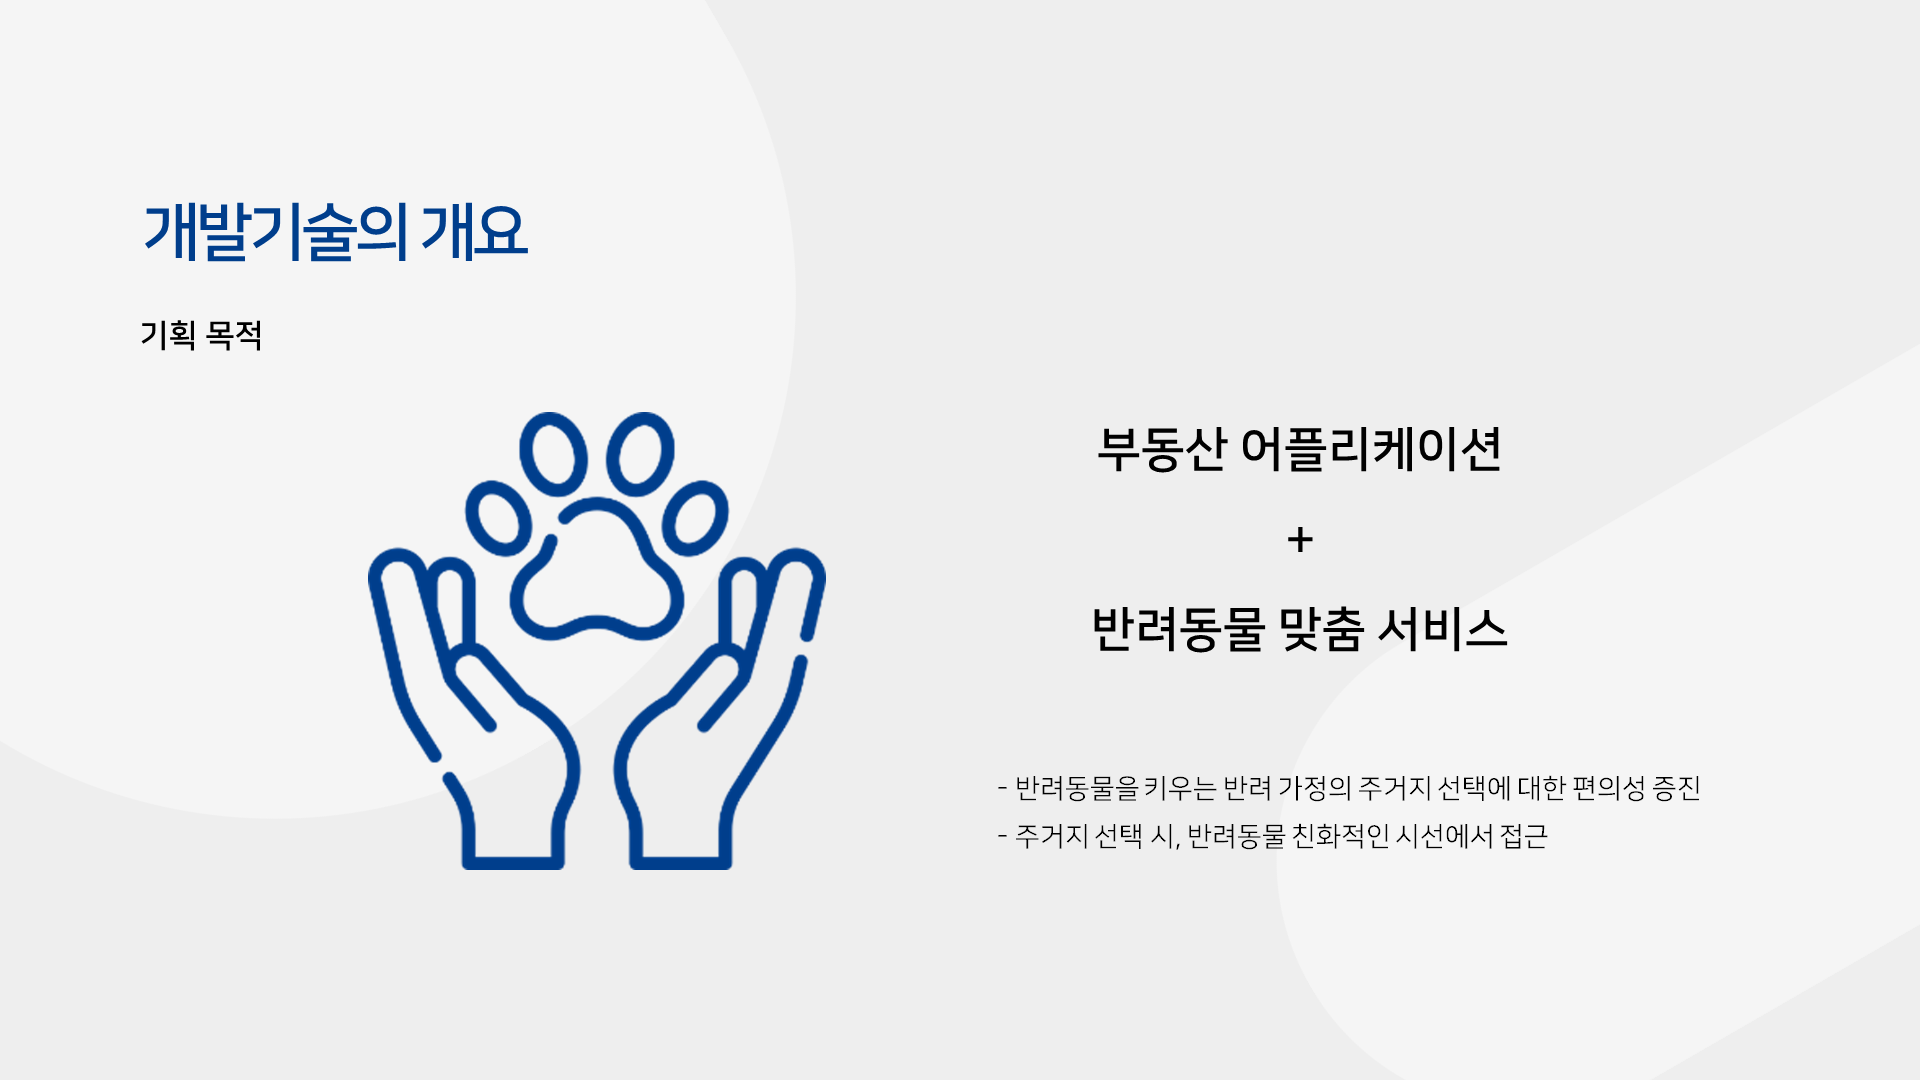 개발기술의 개요
기획 목적
부동산 어플리케이션
+
반려동물 맞춤 서비스
- 반려동물을 키우는 반려 가정의 주거지 선택에 대한 편의성 증진
- 주거지 선택 시, 반려동물 친화적인 시선에서 접근